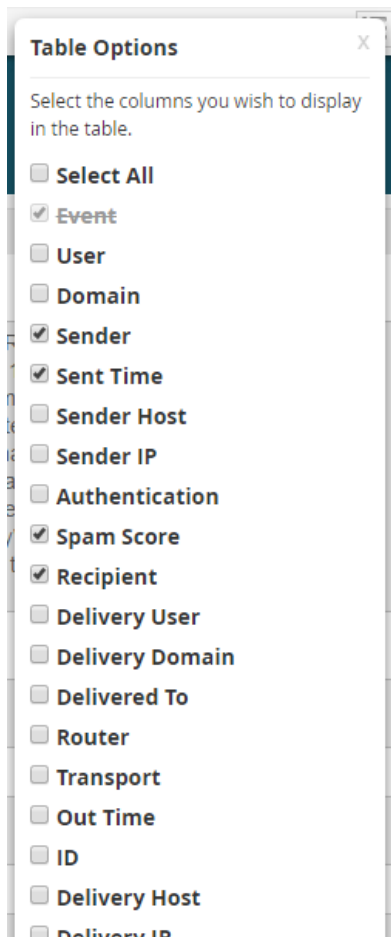 Table Options
X
Select the columns you wish to display
in the table.
Select All
Event
User
Domain
Sender
Sent Time
Sender Host
Sender IP
Authentication
Spam Score
Recipient
Delivery User
Delivery Domain
Delivered To
Router
Transport
Out Time
ID
Delivery Host
Delivery IP